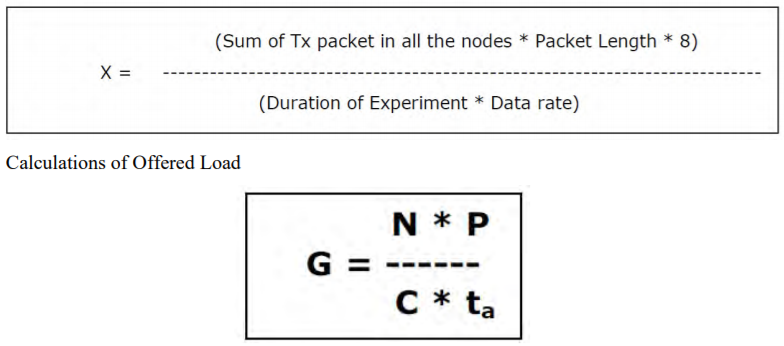 (Sum of Tx packet in all the nodes * Packet Length * 8)
X = ------------------------------------------------------------------------------
(Duration of Experiment * Data rate)
Calculations of Offered Load
N * P
G = ------
C * ta